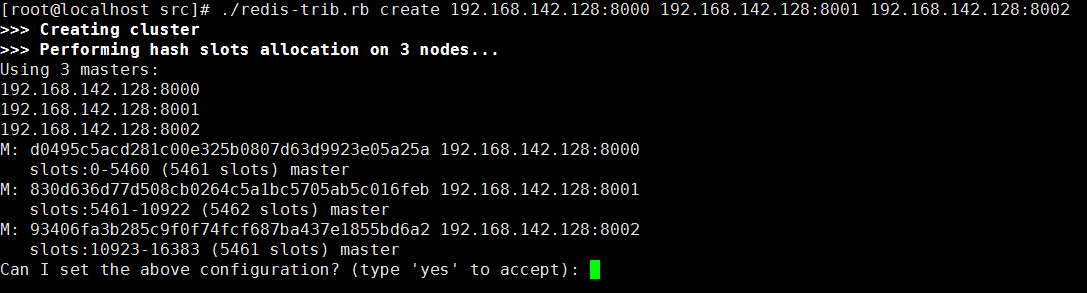 [root@localhost src]# ./redis-trib.rb create 192.168.142.128:8000 192.168.142.128:8001 192.168.142.128:8002
>>> Creating cluster
>>> Performing hash slots allocation on 3 nodes...
Using 3 masters:
192.168.142.128:8000
192.168.142.128:8001
192.168.142.128:8002
M: d0495c5acd281c00e325b0807d63d9923e05a25a 192.168.142.128:8000
   slots:0-5460 (5461 slots) master
M: 830d636d77d508cb0264c5a1bc5705ab5c016feb 192.168.142.128:8001
   slots:5461-10922 (5462 slots) master
M: 93406fa3b285c9f0f74fcf687ba437e1855bd6a2 192.168.142.128:8002
   slots:10923-16383 (5461 slots) master
Can I set the above configuration? (type 'yes' to accept):